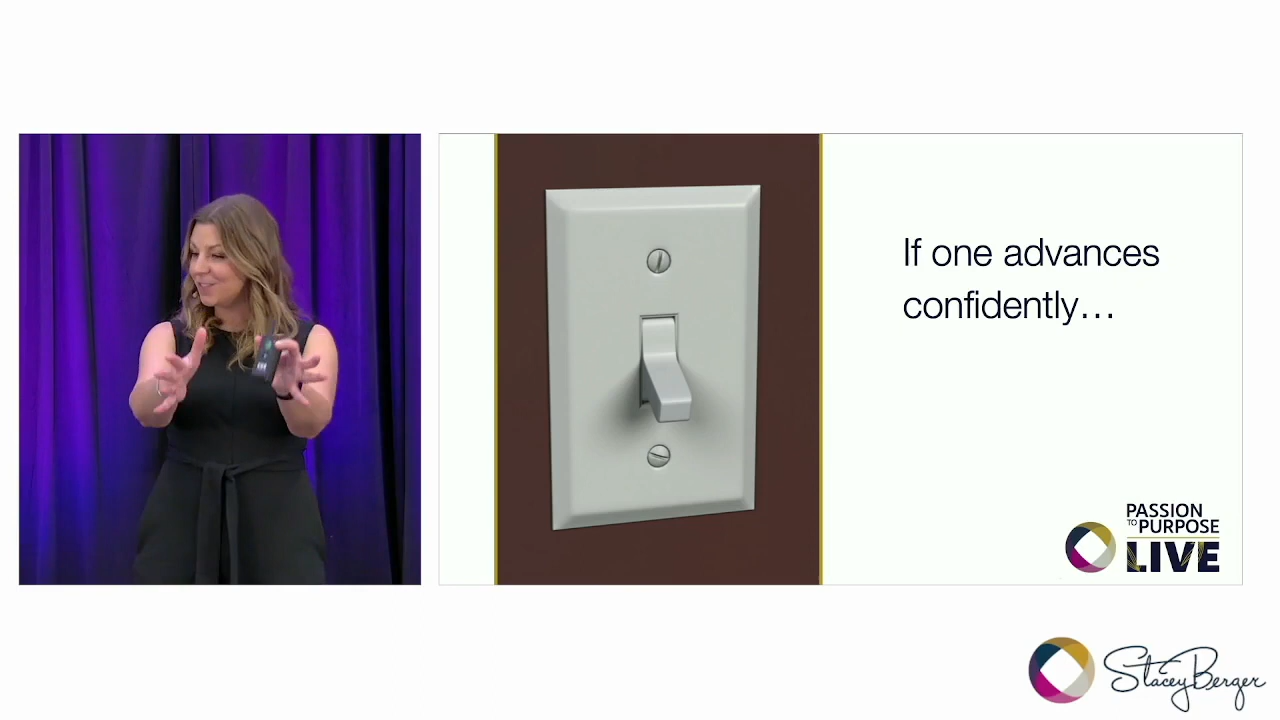 If one advances
confidently…
PASSION
TO PURPOSE
LIVE
Stacey Berger